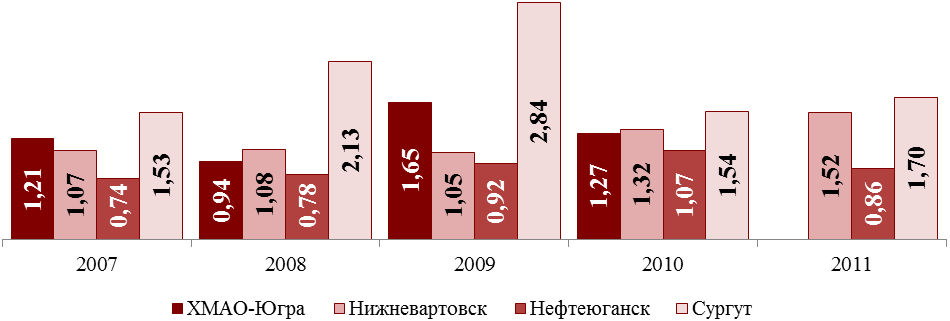 1,21 1,07 0,74 1,53 0,94 1,08 0,78 2,13 1,65 1,05 0,92 2,84 1,27 1,32 1,07 1,54 1,52 0,86 1,70
2007 2008 2009 2010 2011
ХМАО-Югра Нижневартовск Нефтеюганск Сургут